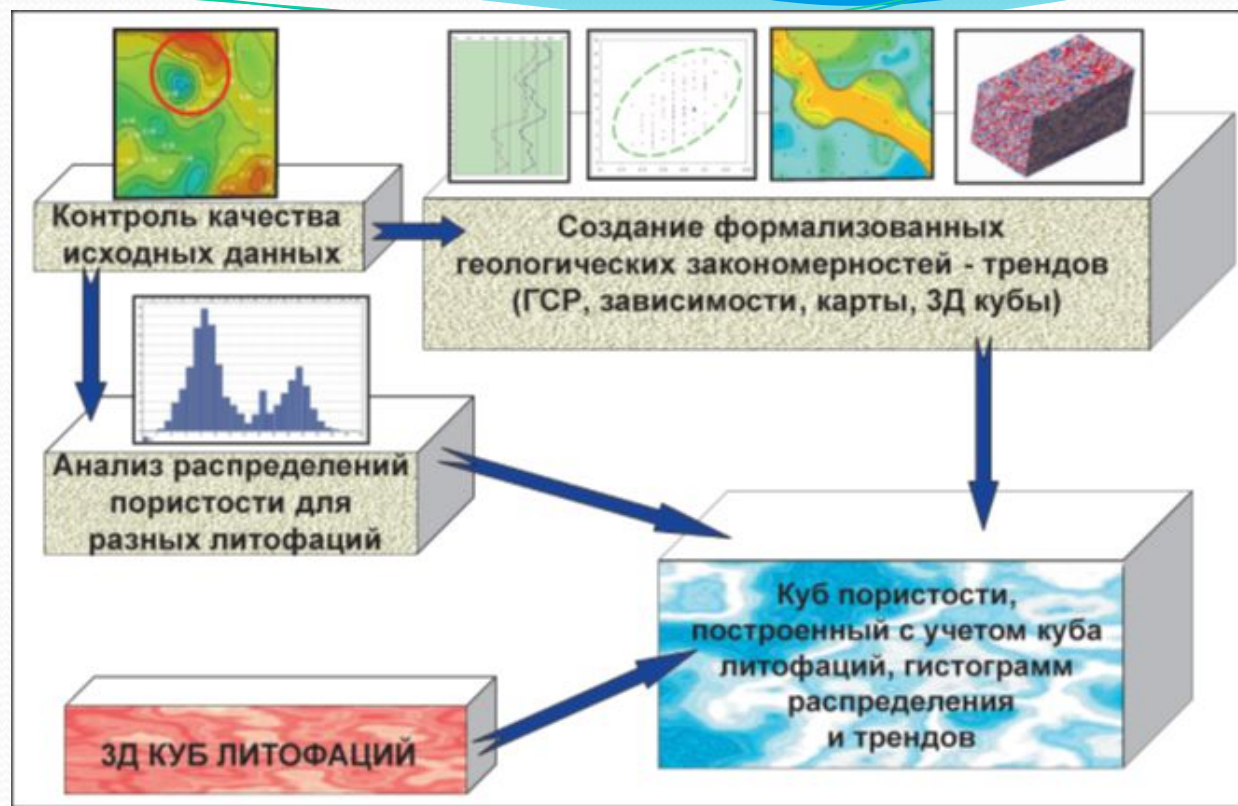 Контроль качества
исходных данных
Создание формализованных
геологических закономерностей - трендов
(ГСР, зависимости, карты, 3Д кубы)
Анализ распределений
пористости для
разных литофаций
Куб пористости,
построенный с учетом куба
литофаций, гистограмм
распределения
и трендов
3Д КУБ ЛИТОФАЦИЙ